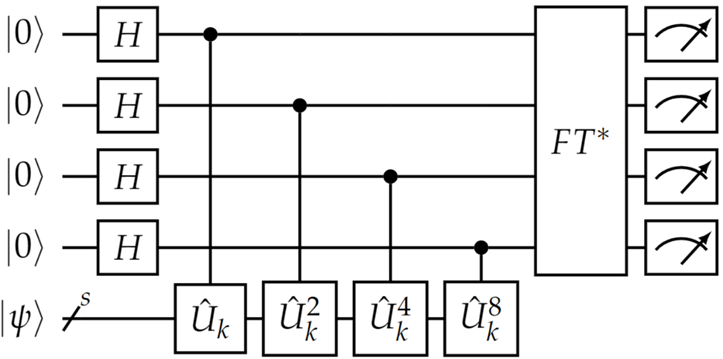 |0⟩ H
|0⟩ H
FT*
|0⟩ H
|0⟩ H
|ψ⟩ s Û_k Û_k^2 Û_k^4 Û_k^8